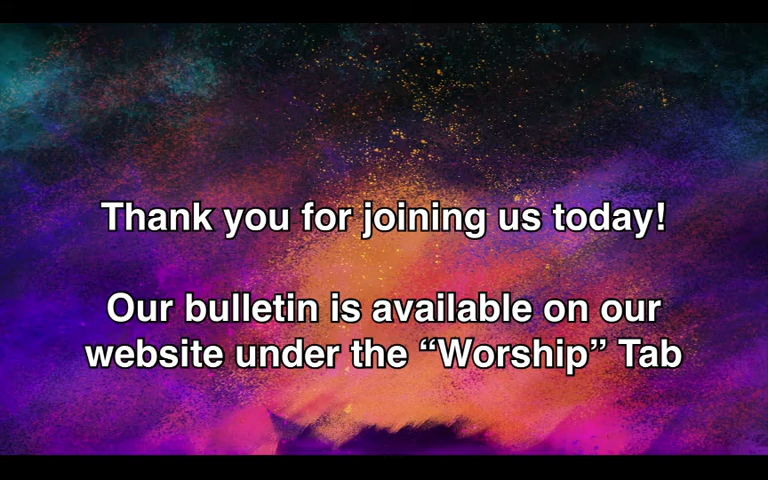 Thank you for joining us today!
Our bulletin is available on our
website under the “Worship” Tab